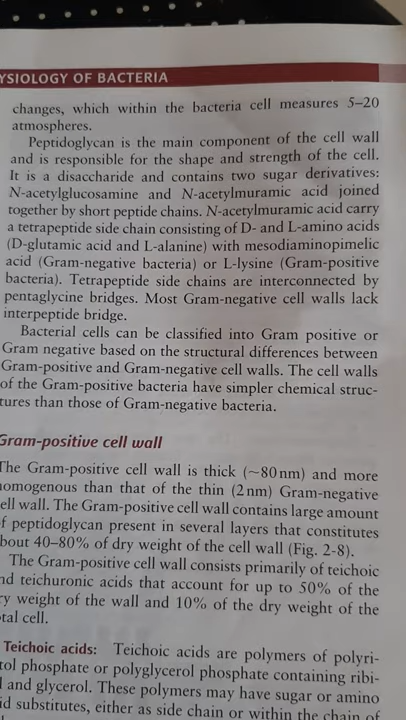 YSIOLOGY OF BACTERIA
changes, which within the bacteria cell measures 5–20
atmospheres.
Peptidoglycan is the main component of the cell wall
and is responsible for the shape and strength of the cell.
It is a disaccharide and contains two sugar derivatives:
N-acetylglucosamine and N-acetylmuramic acid joined
together by short peptide chains. N-acetylmuramic acid carry
a tetrapeptide side chain consisting of D- and L-amino acids
(D-glutamic acid and L-alanine) with mesodiaminopimelic
acid (Gram-negative bacteria) or L-lysine (Gram-positive
bacteria). Tetrapeptide side chains are interconnected by
pentaglycine bridges. Most Gram-negative cell walls lack
interpeptide bridge.
Bacterial cells can be classified into Gram positive or
Gram negative based on the structural differences between
Gram-positive and Gram-negative cell walls. The cell walls
of the Gram-positive bacteria have simpler chemical struc-
tures than those of Gram-negative bacteria.
Gram-positive cell wall
The Gram-positive cell wall is thick (~80 nm) and more
homogenous than that of the thin (2 nm) Gram-negative
ell wall. The Gram-positive cell wall contains large amount
f peptidoglycan present in several layers that constitutes
bout 40–80% of dry weight of the cell wall (Fig. 2-8).
The Gram-positive cell wall consists primarily of teichoic
nd teichuronic acids that account for up to 50% of the
ry weight of the wall and 10% of the dry weight of the
tal cell.
Teichoic acids: Teichoic acids are polymers of polyri-
tol phosphate or polyglycerol phosphate containing ribi-
l and glycerol. These polymers may have sugar or amino
id substitutes, either as side chain or within the chain of